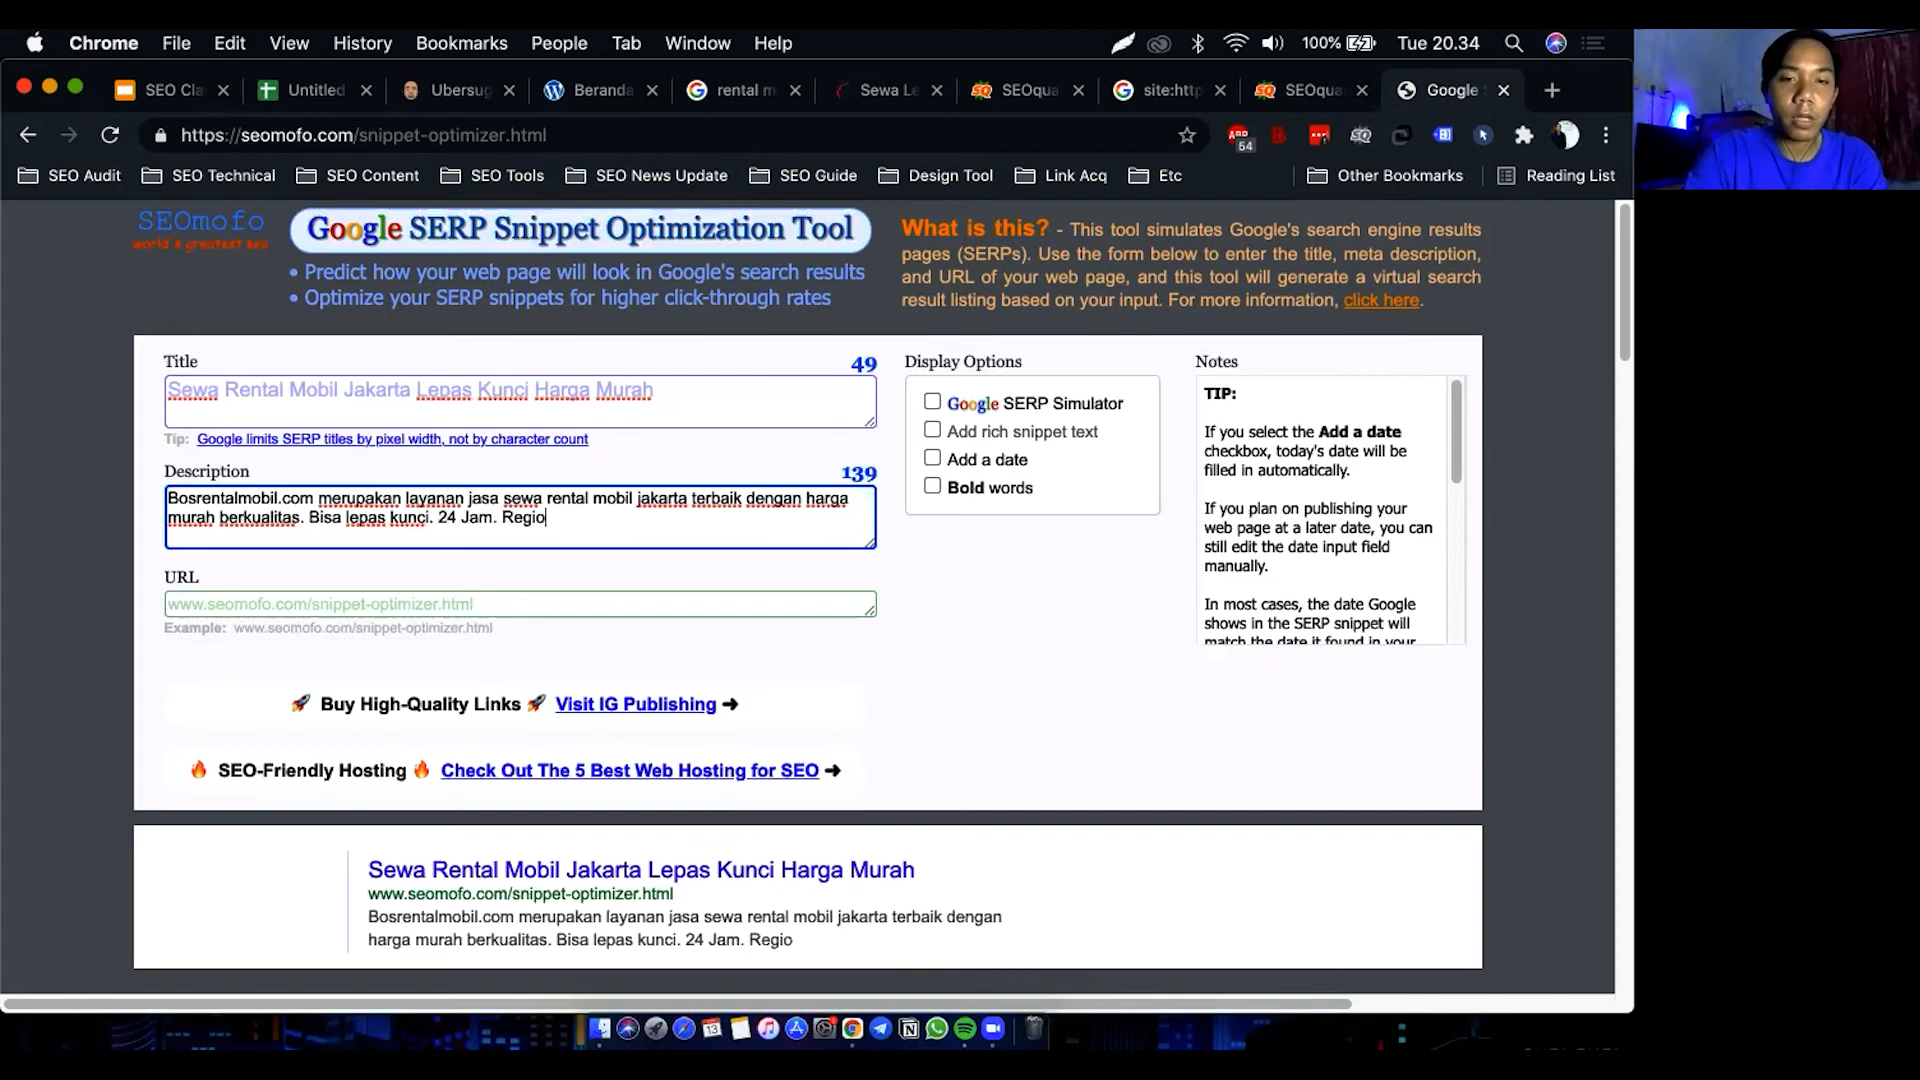 Chrome File Edit View History Bookmarks People Tab Window Help 100% Tue 20.34
SEO Cla Untitled Ubersug Beranda rental m Sewa Le SEOqua site:http SEOqua Google
https://seomofo.com/snippet-optimizer.html
54
SEO Audit SEO Technical SEO Content SEO Tools SEO News Update SEO Guide Design Tool Link Acq Etc Other Bookmarks Reading List
SEOmofo
world's greatest seo
Google SERP Snippet Optimization Tool
• Predict how your web page will look in Google's search results
• Optimize your SERP snippets for higher click-through rates
What is this? - This tool simulates Google's search engine results
pages (SERPs). Use the form below to enter the title, meta description,
and URL of your web page, and this tool will generate a virtual search
result listing based on your input. For more information, click here.
Title 49
Sewa Rental Mobil Jakarta Lepas Kunci Harga Murah
Tip: Google limits SERP titles by pixel width, not by character count
Description 139
Bosrentalmobil.com merupakan layanan jasa sewa rental mobil jakarta terbaik dengan harga
murah berkualitas. Bisa lepas kunci. 24 Jam. Regio
URL
www.seomofo.com/snippet-optimizer.html
Example: www.seomofo.com/snippet-optimizer.html
Display Options
Google SERP Simulator
Add rich snippet text
Add a date
Bold words
Notes
TIP:
If you select the Add a date
checkbox, today's date will be
filled in automatically.
If you plan on publishing your
web page at a later date, you can
still edit the date input field
manually.
In most cases, the date Google
shows in the SERP snippet will
match the date it found in your
Buy High-Quality Links Visit IG Publishing ➜
SEO-Friendly Hosting Check Out The 5 Best Web Hosting for SEO ➜
Sewa Rental Mobil Jakarta Lepas Kunci Harga Murah
www.seomofo.com/snippet-optimizer.html
Bosrentalmobil.com merupakan layanan jasa sewa rental mobil jakarta terbaik dengan
harga murah berkualitas. Bisa lepas kunci. 24 Jam. Regio